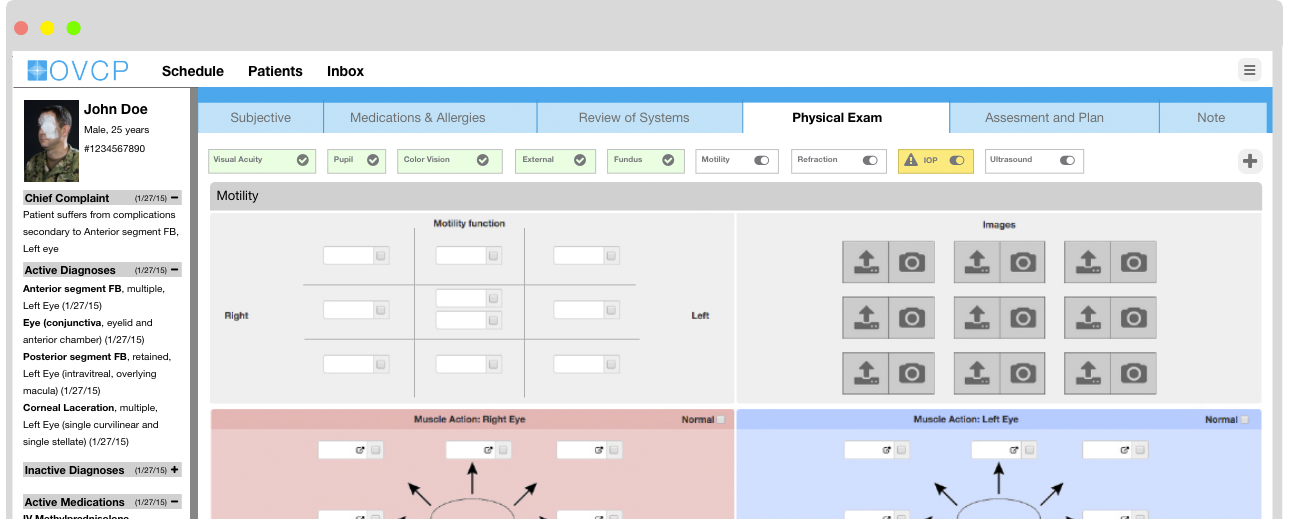 OVCP
Schedule Patients Inbox
John Doe
Male, 25 years
#1234567890
Chief Complaint (1/27/15)
Patient suffers from complications
secondary to Anterior segment FB,
Left eye
Active Diagnoses (1/27/15)
Anterior segment FB, multiple,
Left Eye (1/27/15)
Eye (conjunctiva, eyelid and
anterior chamber) (1/27/15)
Posterior segment FB, retained,
Left Eye (intravitreal, overlying
macula) (1/27/15)
Corneal Laceration, multiple,
Left Eye (single curvilinear and
single stellate) (1/27/15)
Inactive Diagnoses (1/27/15)
Active Medications (1/27/15)
IV Methylprednisolone
Subjective Medications & Allergies Review of Systems Physical Exam Assesment and Plan Note
Visual Acuity Pupil Color Vision External Fundus Motility Refraction IOP Ultrasound
Motility
Motility function
Right Left
Images
Muscle Action: Right Eye Normal
Muscle Action: Left Eye Normal